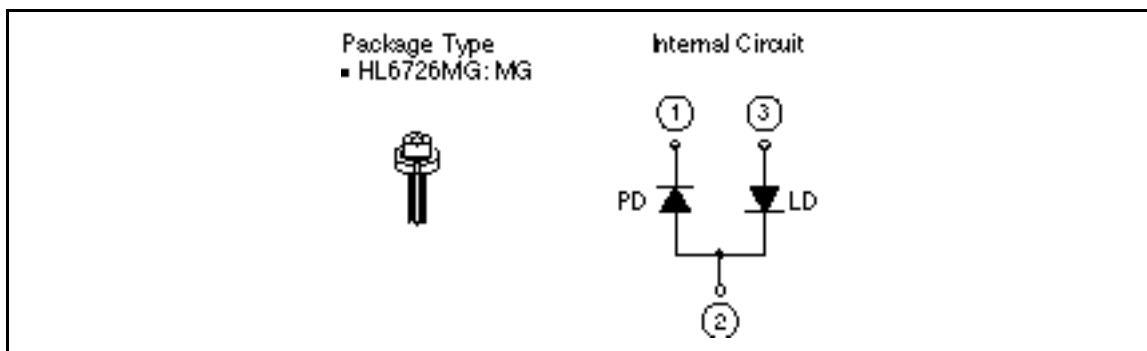 Package Type
▪ HL6726MG: MG
Internal Circuit
1
3
PD
LD
2